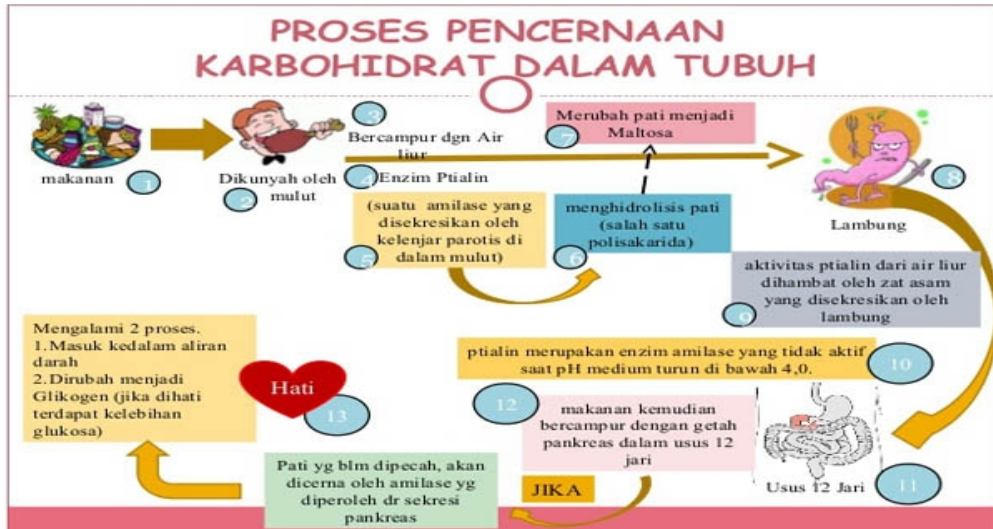 PROSES PENCERNAAN
KARBOHIDRAT DALAM TUBUH
makanan
1
Dikunyah oleh
2
mulut
3
Bercampur dgn Air
liur
4
Enzim Ptialin
(suatu amilase yang
disekresikan oleh
kelenjar parotis di
5
dalam mulut)
menghidrolisis pati
(salah satu
6
polisakarida)
Merubah pati menjadi
7
Maltosa
8
Lambung
aktivitas ptialin dari air liur
dihambat oleh zat asam
yang disekresikan oleh
9
lambung
ptialin merupakan enzim amilase yang tidak aktif
saat pH medium turun di bawah 4,0.
10
Usus 12 Jari
11
12
makanan kemudian
bercampur dengan getah
pankreas dalam usus 12
jari
JIKA
Pati yg blm dipecah, akan
dicerna oleh amilase yg
diperoleh dr sekresi
pankreas
Hati
13
Mengalami 2 proses.
1.Masuk kedalam aliran
darah
2.Dirubah menjadi
Glikogen (jika dihati
terdapat kelebihan
glukosa)